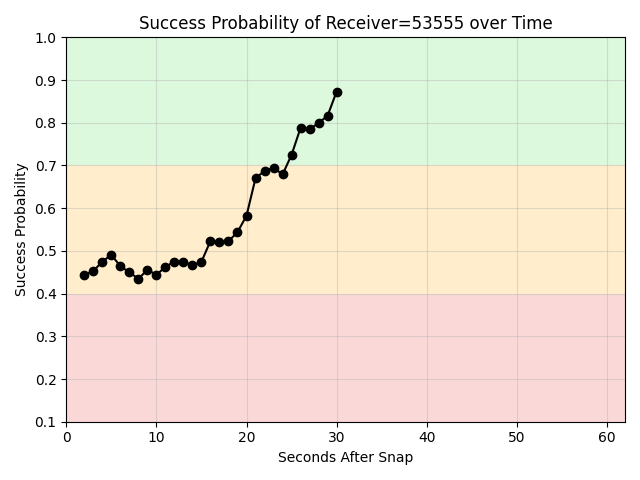 Success Probability of Receiver=53555 over Time
1.0
0.9
0.8
0.7
0.6
0.5
0.4
0.3
0.2
0.1
Success Probability
0 10 20 30 40 50 60
Seconds After Snap